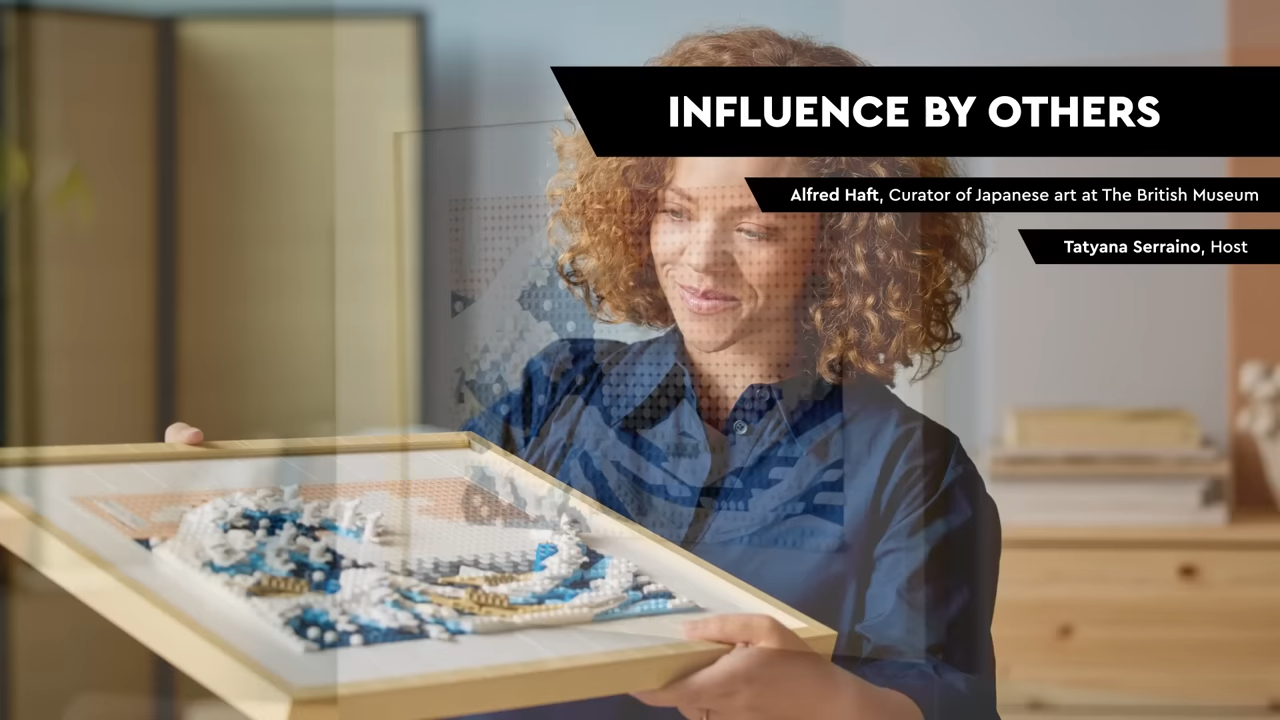 INFLUENCE BY OTHERS
Alfred Haft, Curator of Japanese art at The British Museum
Tatyana Serraino, Host